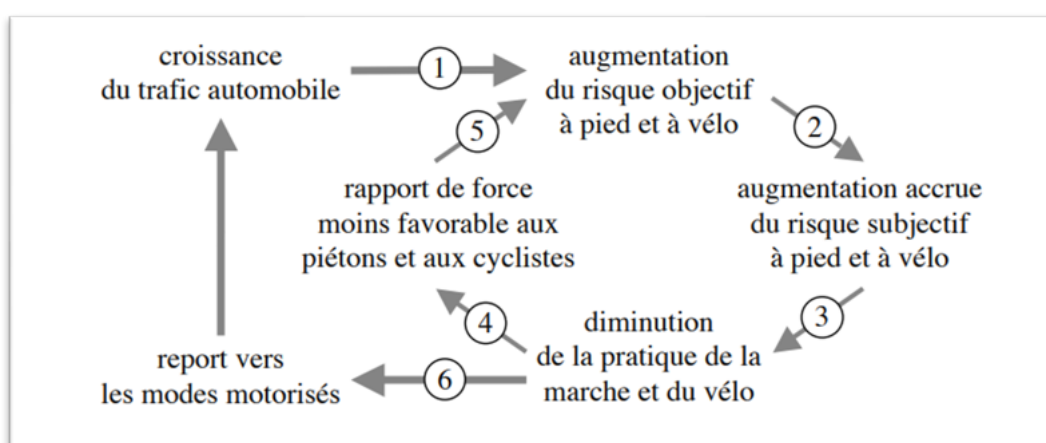 croissance
du trafic automobile
1
augmentation
du risque objectif
à pied et à vélo
2
augmentation accrue
du risque subjectif
à pied et à vélo
3
diminution
de la pratique de la
marche et du vélo
4
rapport de force
moins favorable aux
piétons et aux cyclistes
5
6
report vers
les modes motorisés